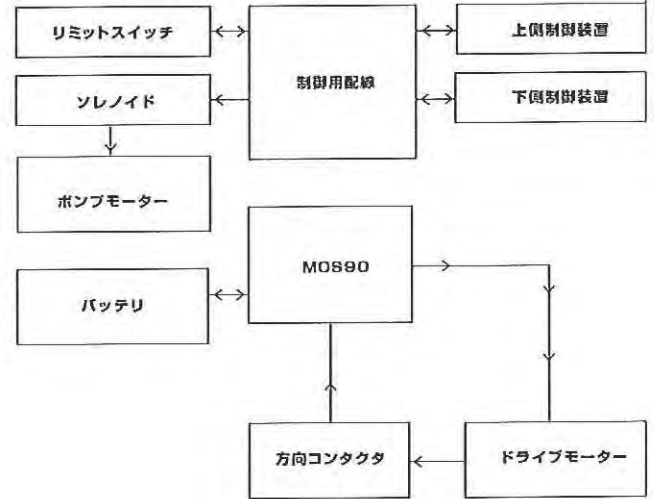 リミットスイッチ
制御用配線
上側制御装置
ソレノイド
下側制御装置
ポンプモーター
MOS90
バッテリ
方向コンタクタ
ドライブモーター